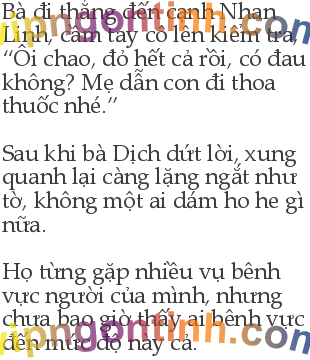 Bà đi thẳng đến cạnh Nhan
Linh, cầm tay cô lên kiểm tra,
“Ôi chao, đỏ hết cả rồi, có đau
không? Mẹ dẫn con đi thoa
thuốc nhé.”
Sau khi bà Dịch dứt lời, xung
quanh lại càng lặng ngắt như
tờ, không một ai dám ho he gì
nữa.
Họ từng gặp nhiều vụ bênh
vực người của mình, nhưng
chưa bao giờ thấy ai bênh vực
đến mức độ này cả.
vipngontinh.com
vipngontinh.com